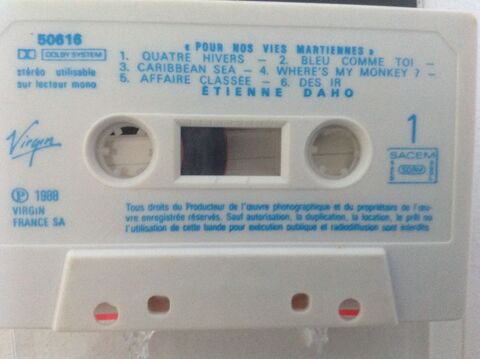 50616
DOLBY SYSTEM
stéréo utilisable
sur lecteur mono
« POUR NOS VIES MARTIENNES »
1. QUATRE HIVERS – 2. BLEU COMME TOI –
3. CARIBBEAN SEA – 4. WHERE'S MY MONKEY ? –
5. AFFAIRE CLASSÉE – 6. DES IR
ÉTIENNE DAHO
Virgin
1
SACEM
SDRM
Ⓟ 1988
VIRGIN
FRANCE SA
Tous droits du Producteur de l'œuvre phonographique et du propriétaire de l'œu-
vre enregistrée réservés. Sauf autorisation, la duplication, la location, le prêt ou
l'utilisation de cette bande pour exécution publique et radiodiffusion sont interdits